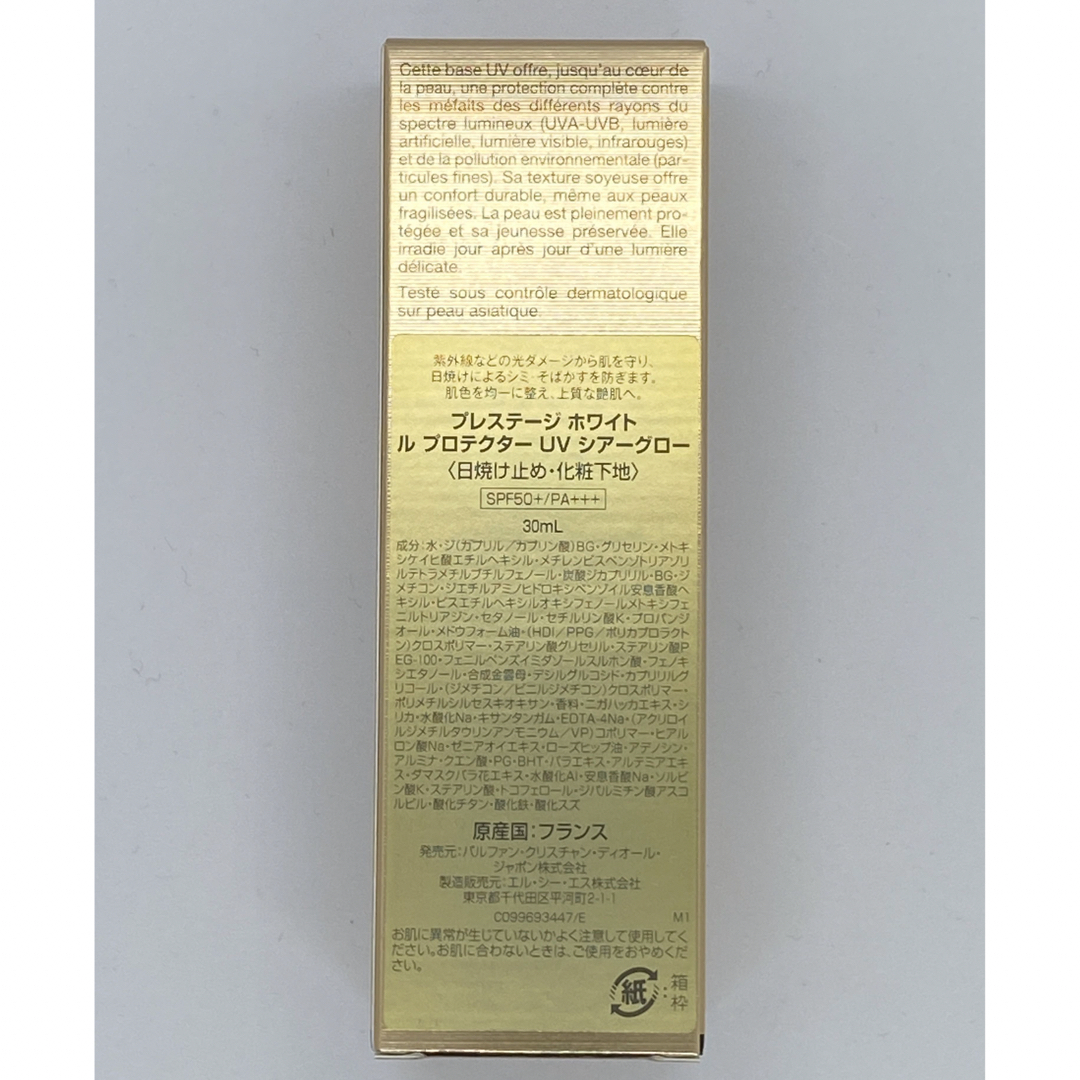 Cette base UV offre, jusqu'au cœur de
la peau, une protection complète contre
les méfaits des différents rayons du
spectre lumineux (UVA-UVB, lumière
artificielle, lumière visible, infrarouges)
et de la pollution environnementale (par-
ticules fines). Sa texture soyeuse offre
un confort durable, même aux peaux
fragilisées. La peau est pleinement pro-
tégée et sa jeunesse préservée. Elle
irradie jour après jour d'une lumière
délicate.
Testé sous contrôle dermatologique
sur peau asiatique.
紫外線などの光ダメージから肌を守り、
日焼けによるシミ・そばかすを防ぎます。
肌色を均一に整え、上質な艶肌へ。
プレステージ ホワイト
ル プロテクター UV シアーグロー
〈日焼け止め・化粧下地〉
SPF50+/PA+++
30mL
成分:水・ジ(カプリル/カプリン酸)BG・グリセリン・メトキ
シケイヒ酸エチルヘキシル・メチレンビスベンゾトリアゾリ
ルテトラメチルブチルフェノール・炭酸ジカプリリル・BG・ジ
メチコン・ジエチルアミノヒドロキシベンゾイル安息香酸ヘ
キシル・ビスエチルヘキシルオキシフェノールメトキシフェ
ニルトリアジン・セタノール・セチルリン酸K・プロパンジ
オール・メドウフォーム油・(HDI/PPG/ポリカプロラクト
ン)クロスポリマー・ステアリン酸グリセリル・ステアリン酸P
EG-100・フェニルベンズイミダゾールスルホン酸・フェノキ
シエタノール・合成金雲母・デシルグルコシド・カプリリルグ
リコール・(ジメチコン/ビニルジメチコン)クロスポリマー・
ポリメチルシルセスキオキサン・香料・ニガハッカエキス・シ
リカ・水酸化Na・キサンタンガム・EDTA-4Na・(アクリロイ
ルジメチルタウリンアンモニウム/VP)コポリマー・ヒアル
ロン酸Na・ゼニアオイエキス・ローズヒップ油・アデノシン・
アルミナ・クエン酸・PG・BHT・バラエキス・アルテミアエキ
ス・ダマスクバラ花エキス・水酸化Al・安息香酸Na・ソルビ
ン酸K・ステアリン酸・トコフェロール・ジパルミチン酸アスコ
ルビル・酸化チタン・酸化鉄・酸化スズ
原産国:フランス
発売元:パルファン・クリスチャン・ディオール・
ジャポン株式会社
製造販売元:エル・シー・エス株式会社
東京都千代田区平河町2-1-1
C099693447/E M1
お肌に異常が生じていないかよく注意して使用してく
ださい。お肌に合わないときは、ご使用をおやめくだ
さい。
紙:箱
枠